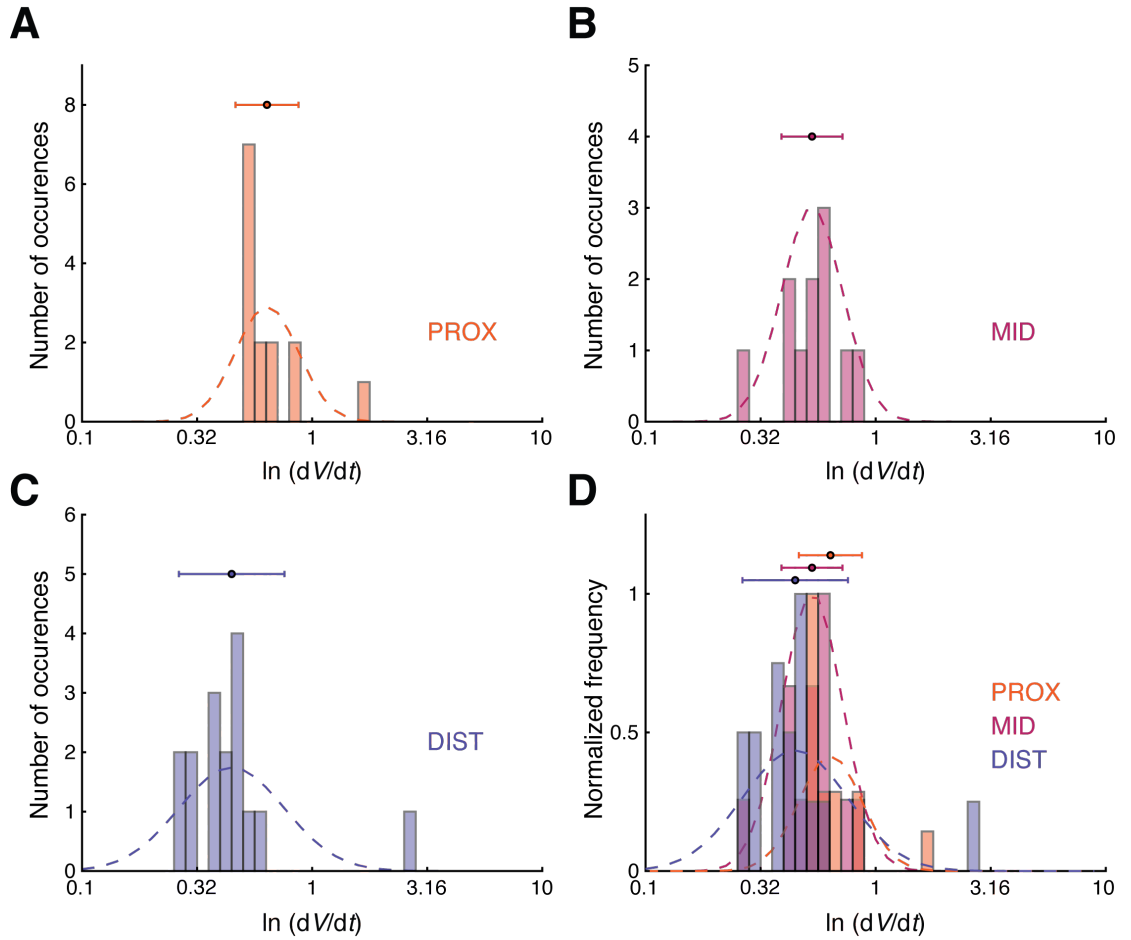 A
Number of occurences
8
6
4
2
0
0.1 0.32 1 3.16 10
ln (dV/dt)
PROX
B
Number of occurences
5
4
3
2
1
0
0.1 0.32 1 3.16 10
ln (dV/dt)
MID
C
Number of occurences
6
5
4
3
2
1
0
0.1 0.32 1 3.16 10
ln (dV/dt)
DIST
D
Normalized frequency
1
0.5
0
0.1 0.32 1 3.16 10
ln (dV/dt)
PROX
MID
DIST